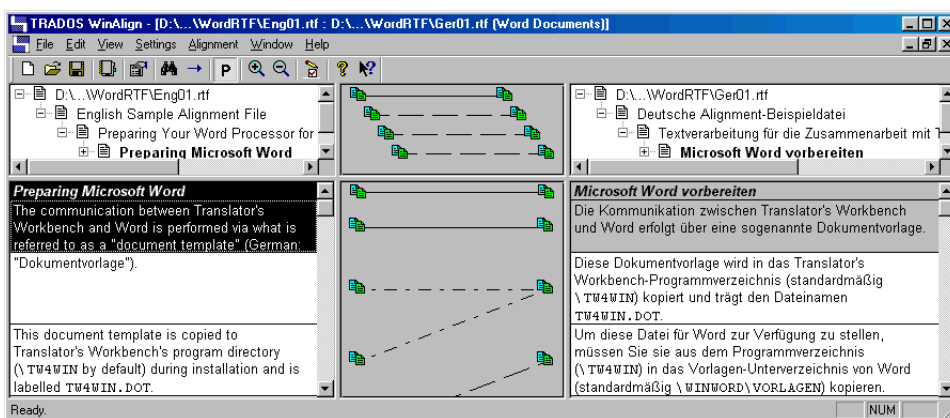 TRADOS WinAlign - [D:\...\WordRTF\Eng01.rtf : D:\...\WordRTF\Ger01.rtf (Word Documents)]
File Edit View Settings Alignment Window Help
P
D:\...\WordRTF\Eng01.rtf
English Sample Alignment File
Preparing Your Word Processor for
Preparing Microsoft Word
D:\...\WordRTF\Ger01.rtf
Deutsche Alignment-Beispieldatei
Textverarbeitung für die Zusammenarbeit mit T
Microsoft Word vorbereiten
Preparing Microsoft Word
The communication between Translator's
Workbench and Word is performed via what is
referred to as a "document template" (German:
"Dokumentvorlage").
This document template is copied to
Translator's Workbench's program directory
(\TW4WIN by default) during installation and is
labelled TW4WIN.DOT.
Microsoft Word vorbereiten
Die Kommunikation zwischen Translator's Workbench
und Word erfolgt über eine sogenannte Dokumentvorlage.
Diese Dokumentvorlage wird in das Translator's
Workbench-Programmverzeichnis (standardmäßig
\TW4WIN) kopiert und trägt den Dateinamen
TW4WIN.DOT.
Um diese Datei für Word zur Verfügung zu stellen,
müssen Sie sie aus dem Programmverzeichnis
(\TW4WIN) in das Vorlagen-Unterverzeichnis von Word
(standardmäßig \WINWORD\VORLAGEN) kopieren.
Ready.
NUM